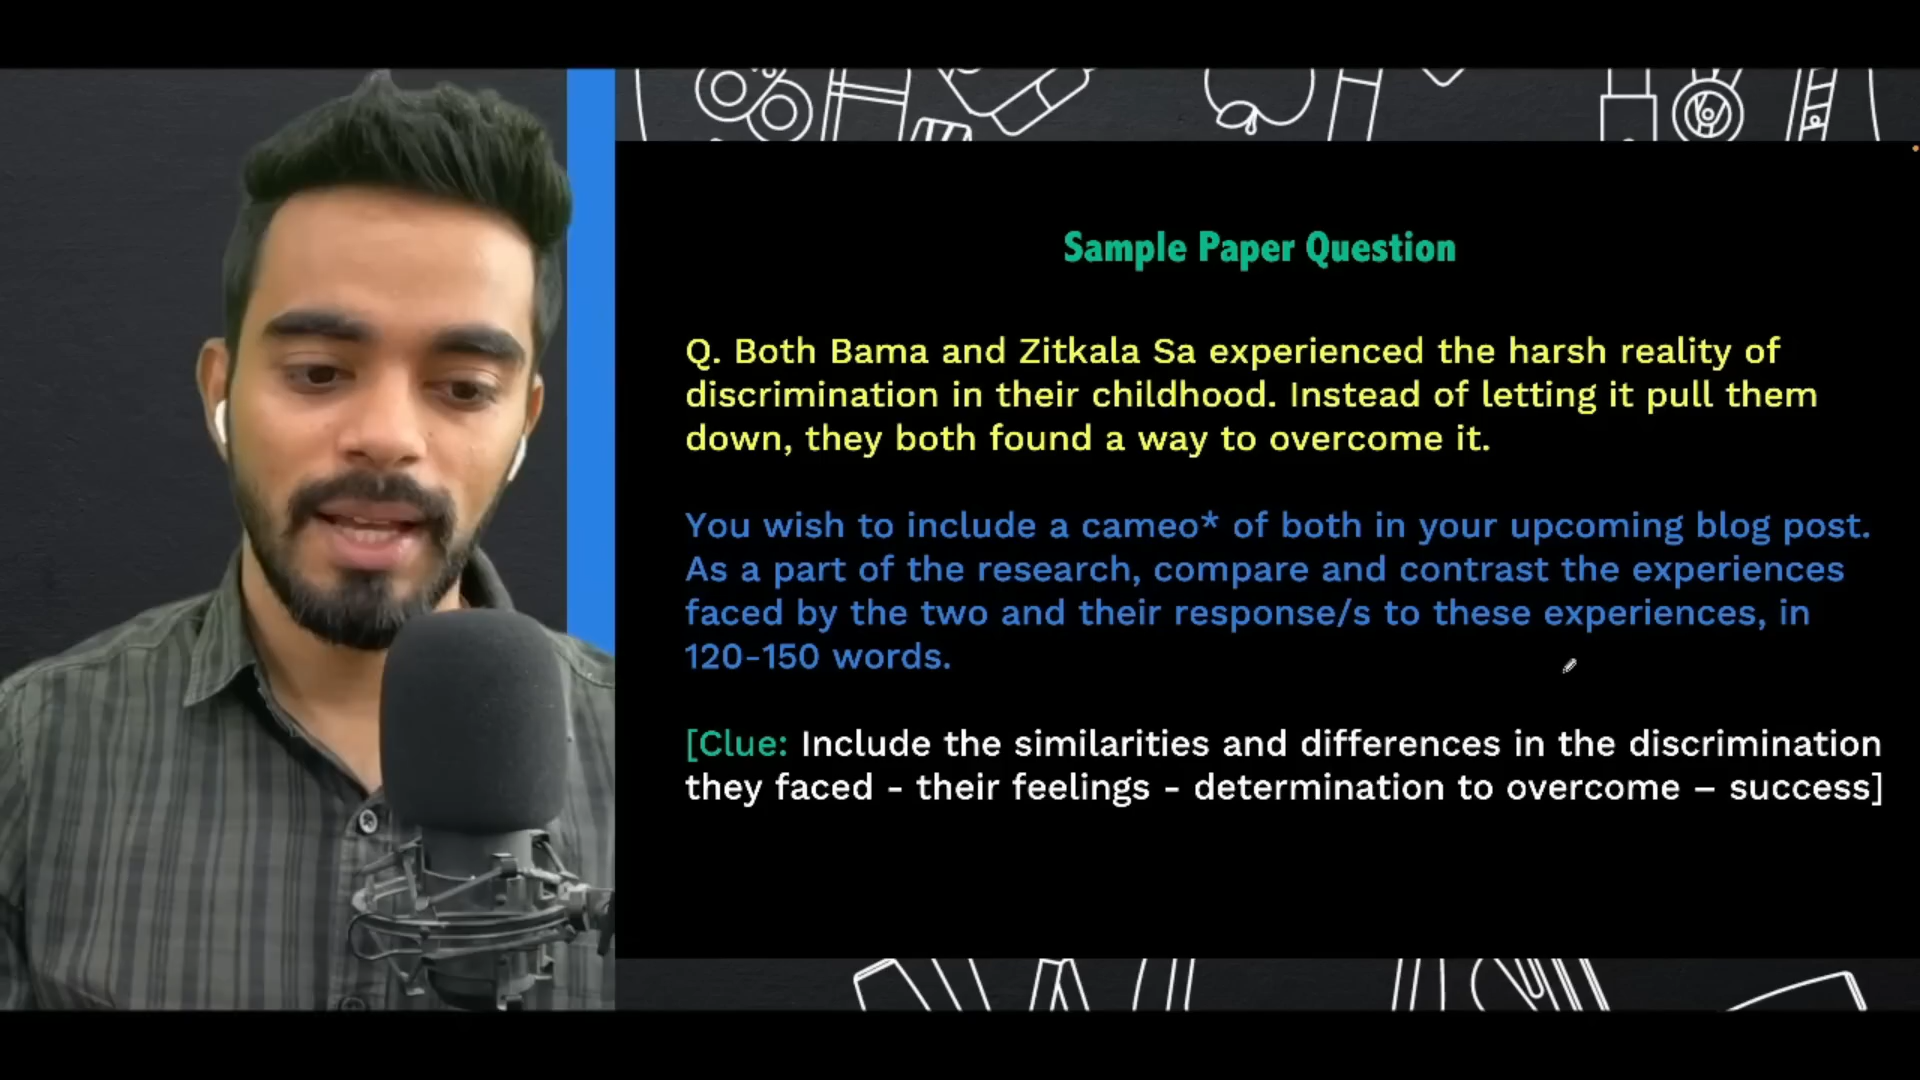 Sample Paper Question
Q. Both Bama and Zitkala Sa experienced the harsh reality of
discrimination in their childhood. Instead of letting it pull them
down, they both found a way to overcome it.
You wish to include a cameo* of both in your upcoming blog post.
As a part of the research, compare and contrast the experiences
faced by the two and their response/s to these experiences, in
120-150 words.
[Clue: Include the similarities and differences in the discrimination
they faced - their feelings - determination to overcome – success]